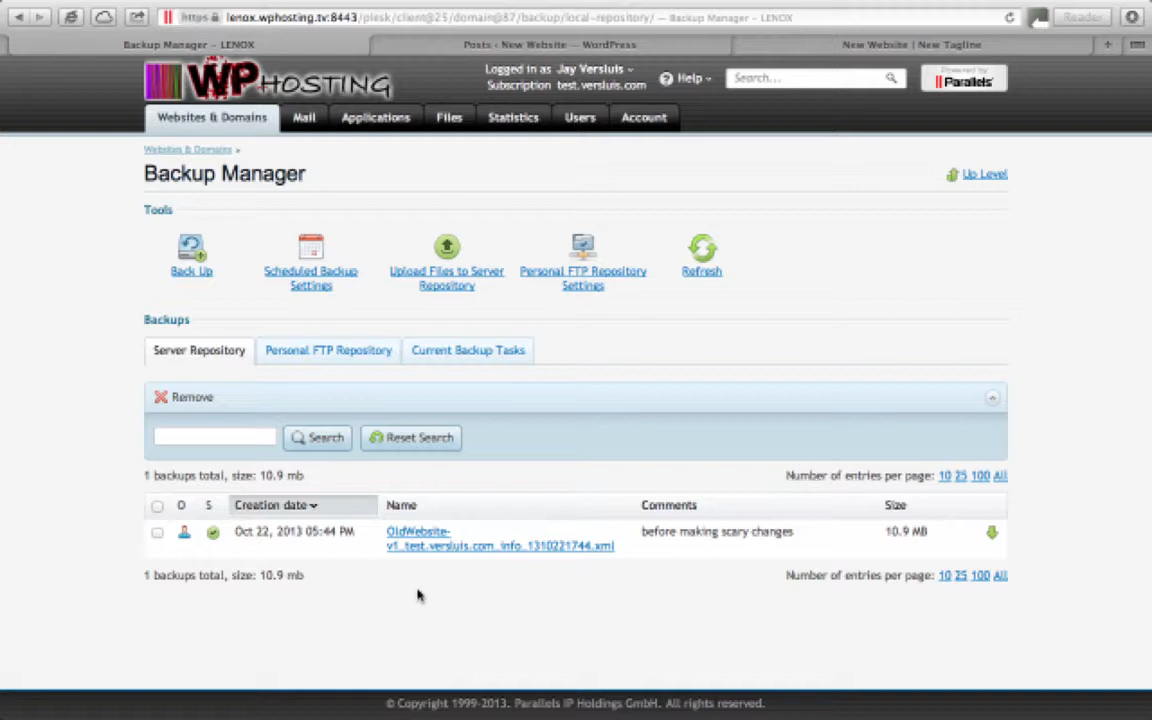 https lenox.wphosting.tv:8443/plesk/client@25/domain@87/backup/local-repository/ — Backup Manager – LENOX
Reader
Backup Manager – LENOX
Posts ‹ New Website — WordPress
New Website | New Tagline
WPHOSTING
Logged in as Jay Versluis
Subscription test.versluis.com
Help
Search...
Powered by
Parallels
Websites & Domains
Mail
Applications
Files
Statistics
Users
Account
Websites & Domains >
Backup Manager
Up Level
Tools
Back Up
Scheduled Backup
Settings
Upload Files to Server
Repository
Personal FTP Repository
Settings
Refresh
Backups
Server Repository
Personal FTP Repository
Current Backup Tasks
Remove
Search
Reset Search
1 backups total, size: 10.9 mb
Number of entries per page: 10 25 100 All
O S Creation date Name Comments Size
Oct 22, 2013 05:44 PM
OldWebsite-
v1_test.versluis.com_info_1310221744.xml
before making scary changes
10.9 MB
1 backups total, size: 10.9 mb
Number of entries per page: 10 25 100 All
© Copyright 1999-2013. Parallels IP Holdings GmbH. All rights reserved.